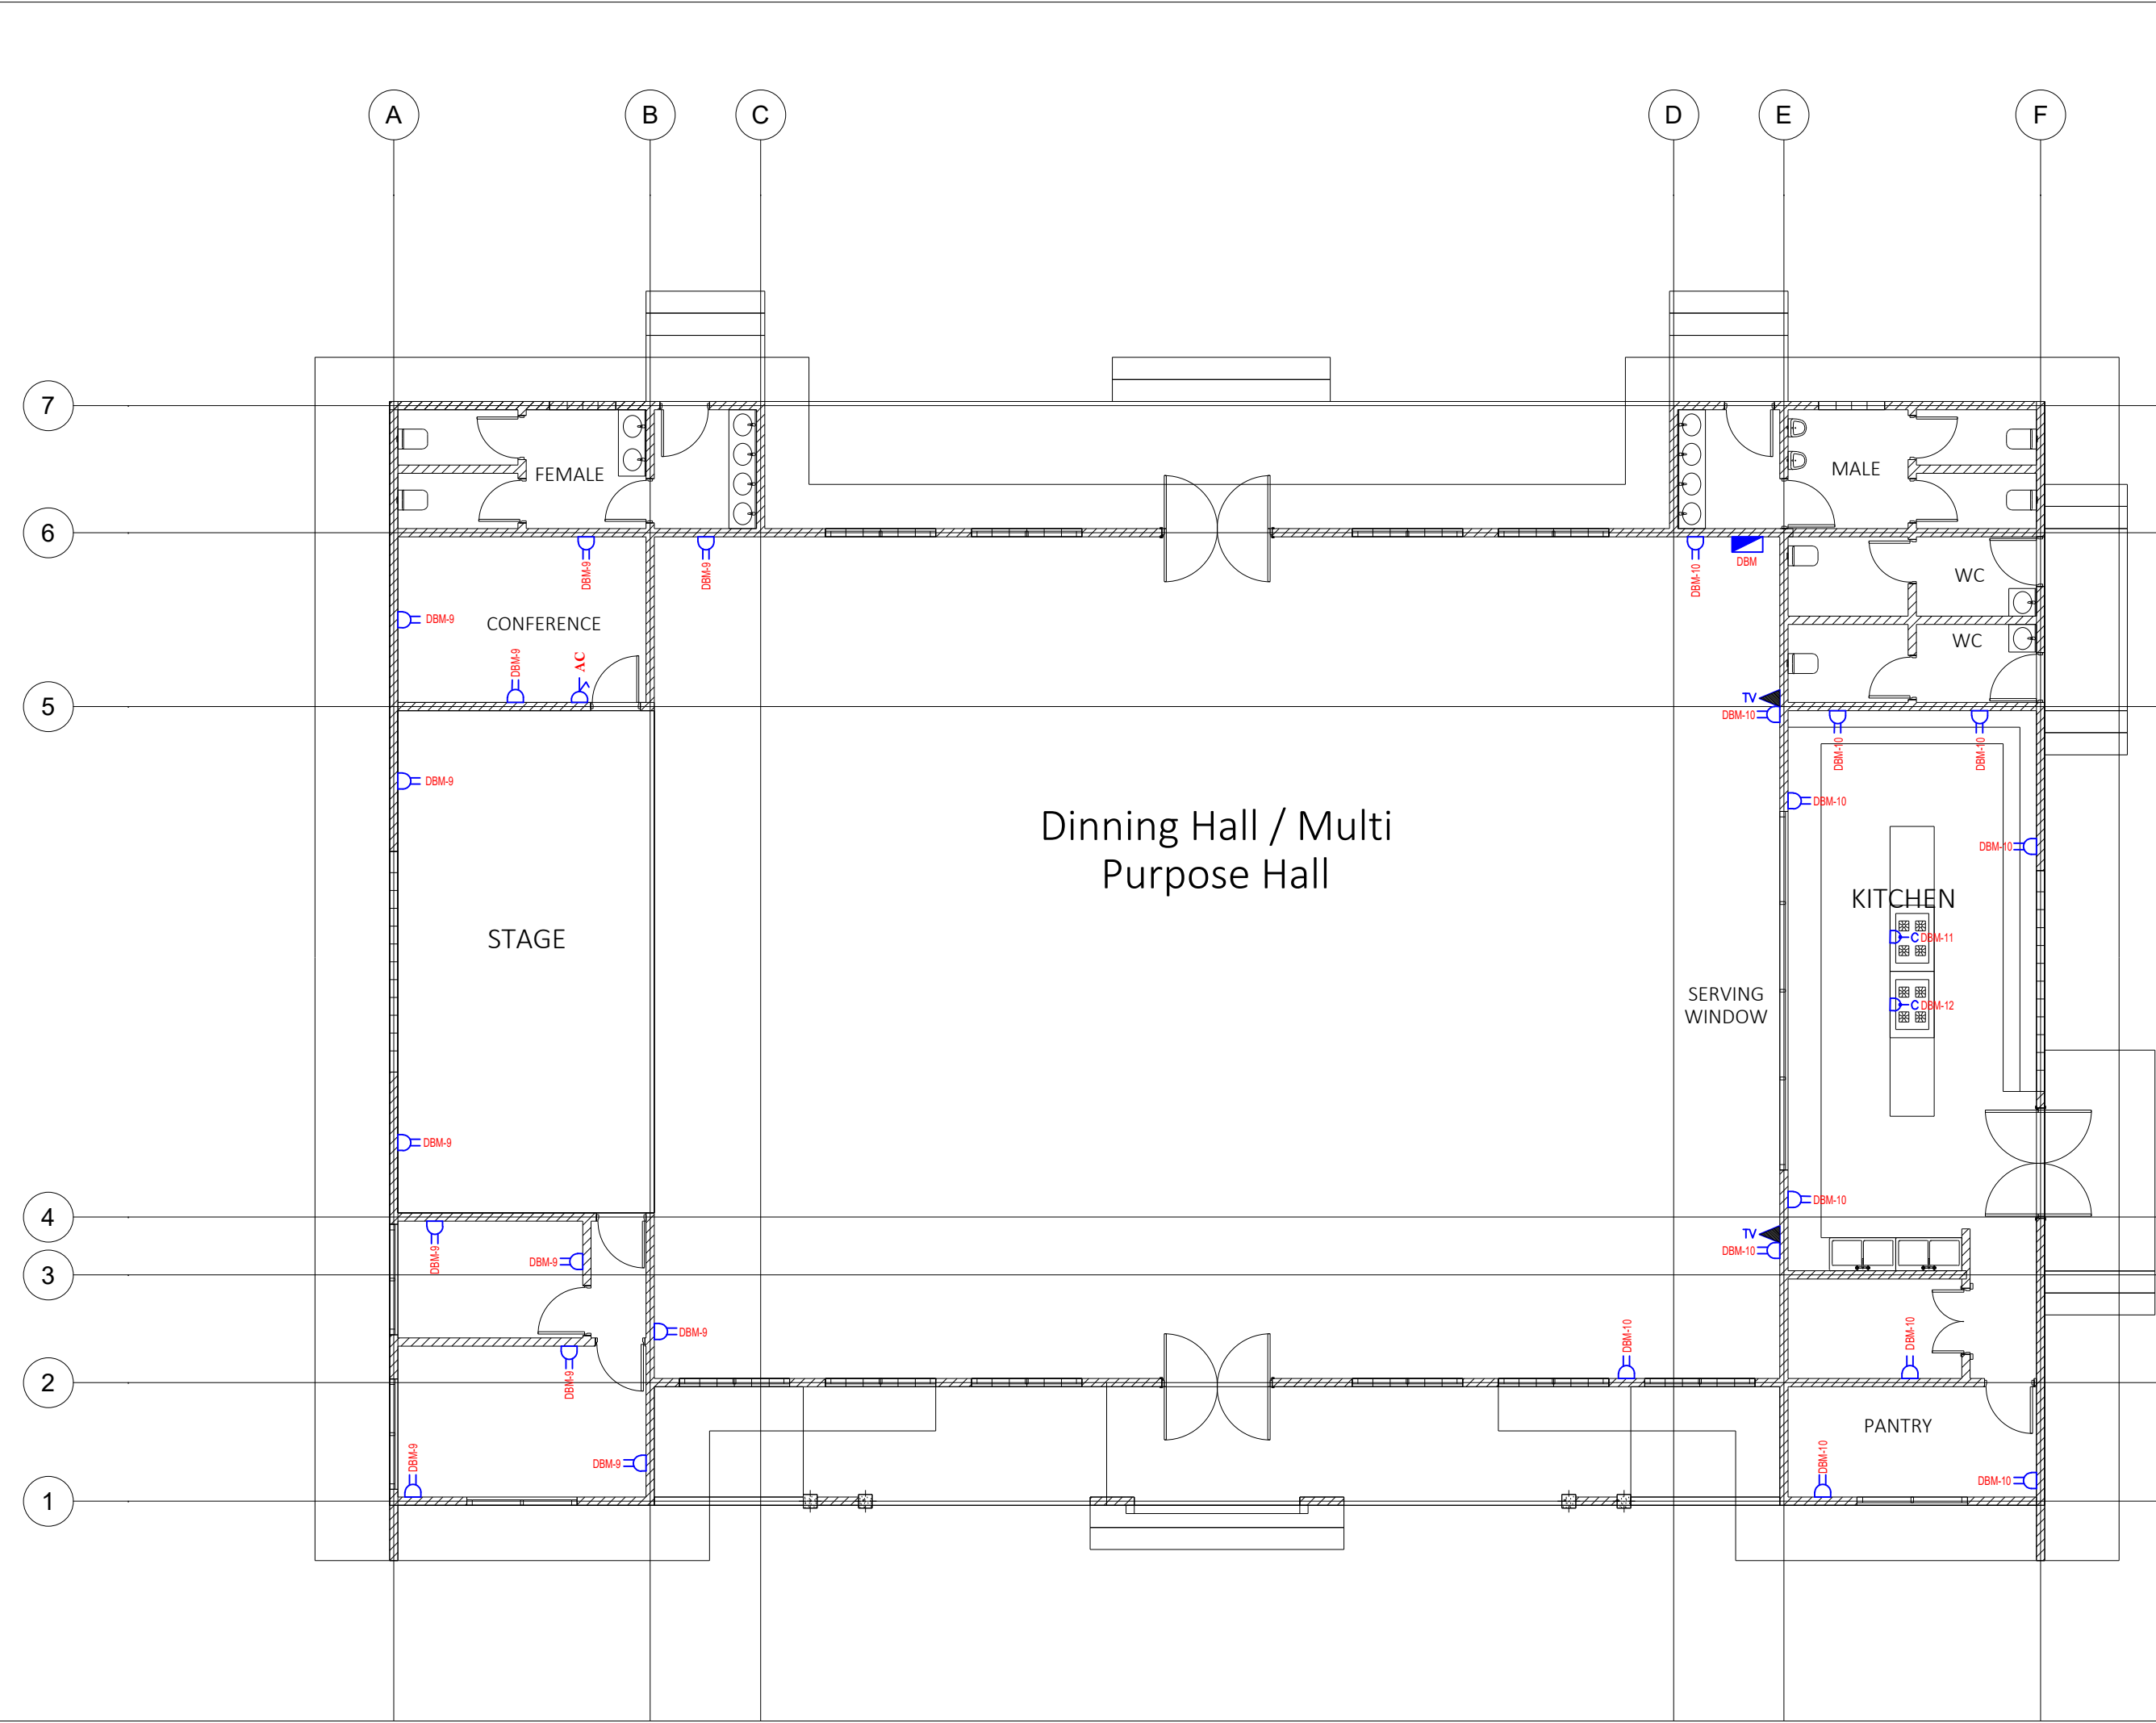 A
B
C
D
E
F
7
FEMALE
MALE
6
DBM-9
DBM-9
DBM-10
DBM
WC
DBM-9
CONFERENCE
WC
DBM-9
AC
5
TV
DBM-10
DBM-10
DBM-10
DBM-9
DBM-10
Dinning Hall / Multi
Purpose Hall
DBM-10
KITCHEN
STAGE
C DBM-11
SERVING
WINDOW
C DBM-12
DBM-9
DBM-10
4
TV
DBM-10
DBM-9
DBM-9
3
DBM-9
DBM-10
DBM-10
2
DBM-9
PANTRY
DBM-9
DBM-9
DBM-10
DBM-10
1